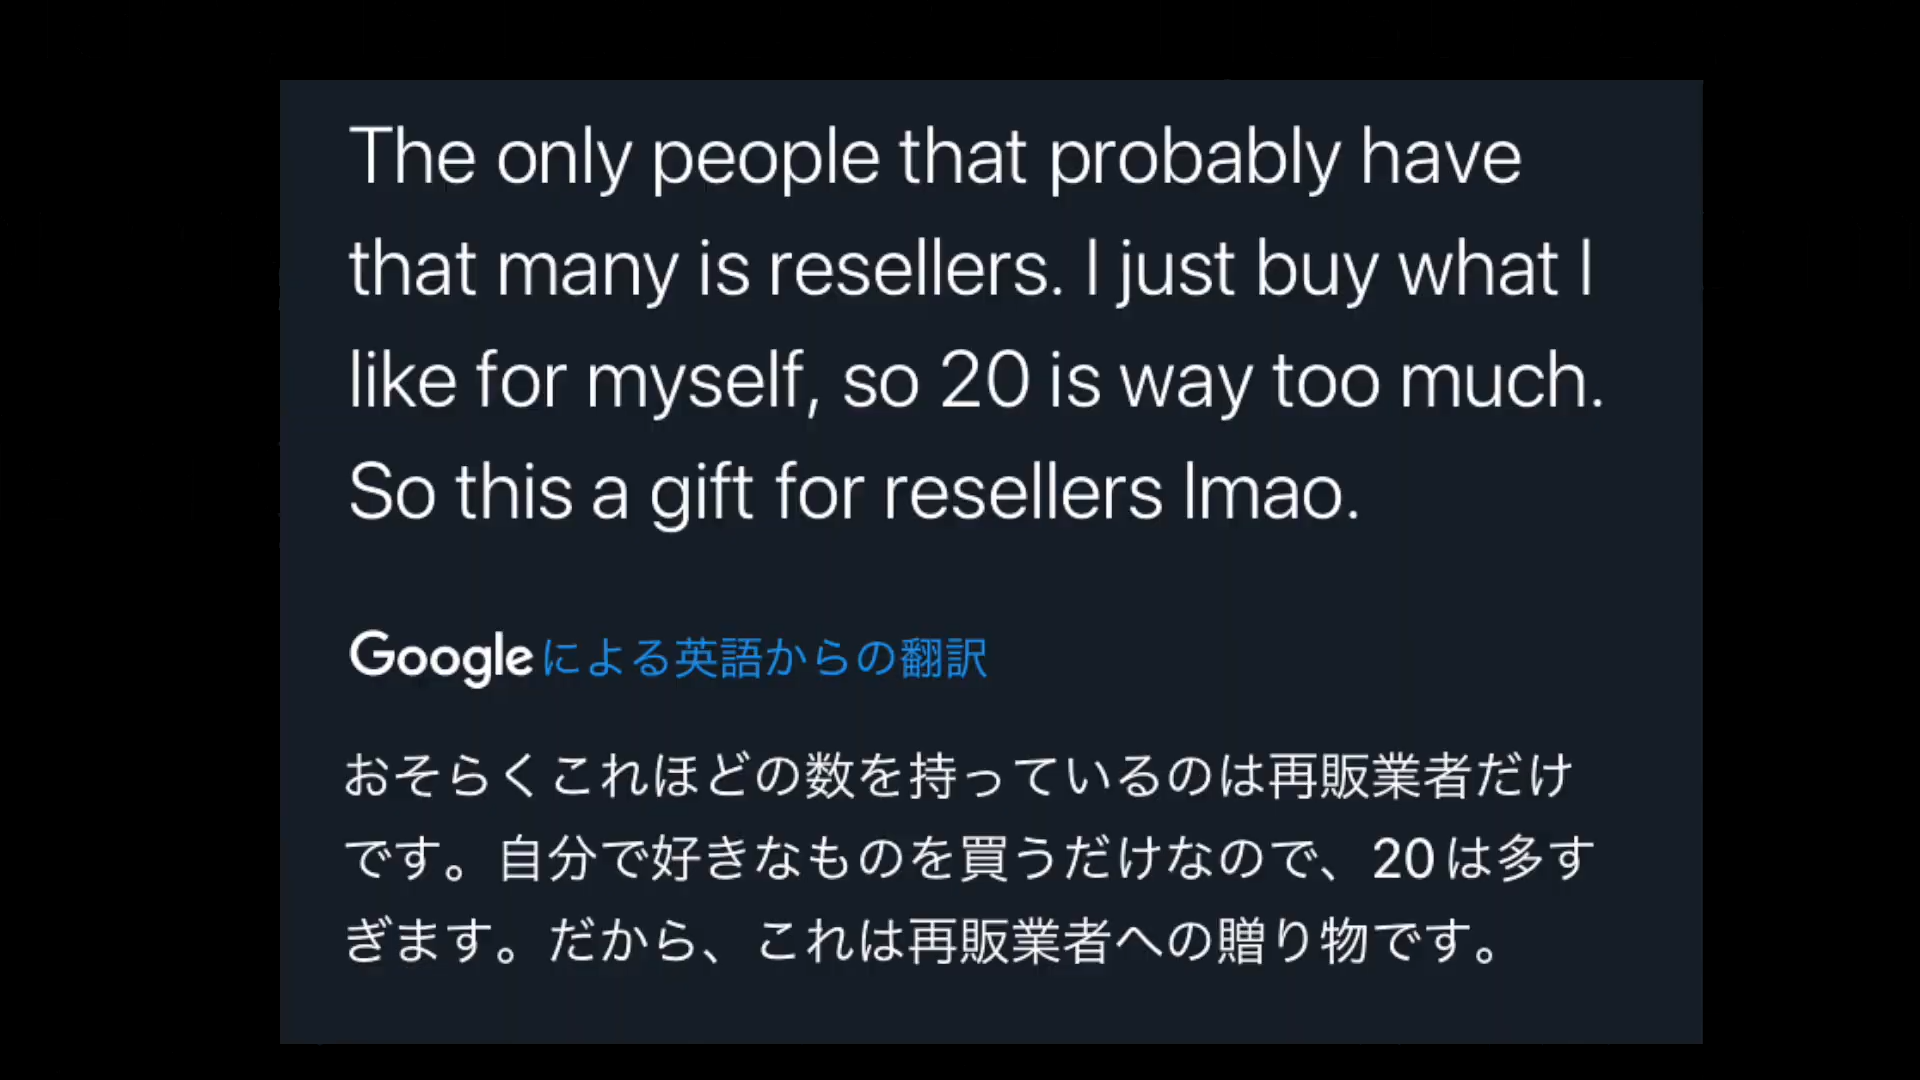 The only people that probably have
that many is resellers. I just buy what I
like for myself, so 20 is way too much.
So this a gift for resellers lmao.
Googleによる英語からの翻訳
おそらくこれほどの数を持っているのは再販業者だけ
です。自分で好きなものを買うだけなので、20は多す
ぎます。だから、これは再販業者への贈り物です。